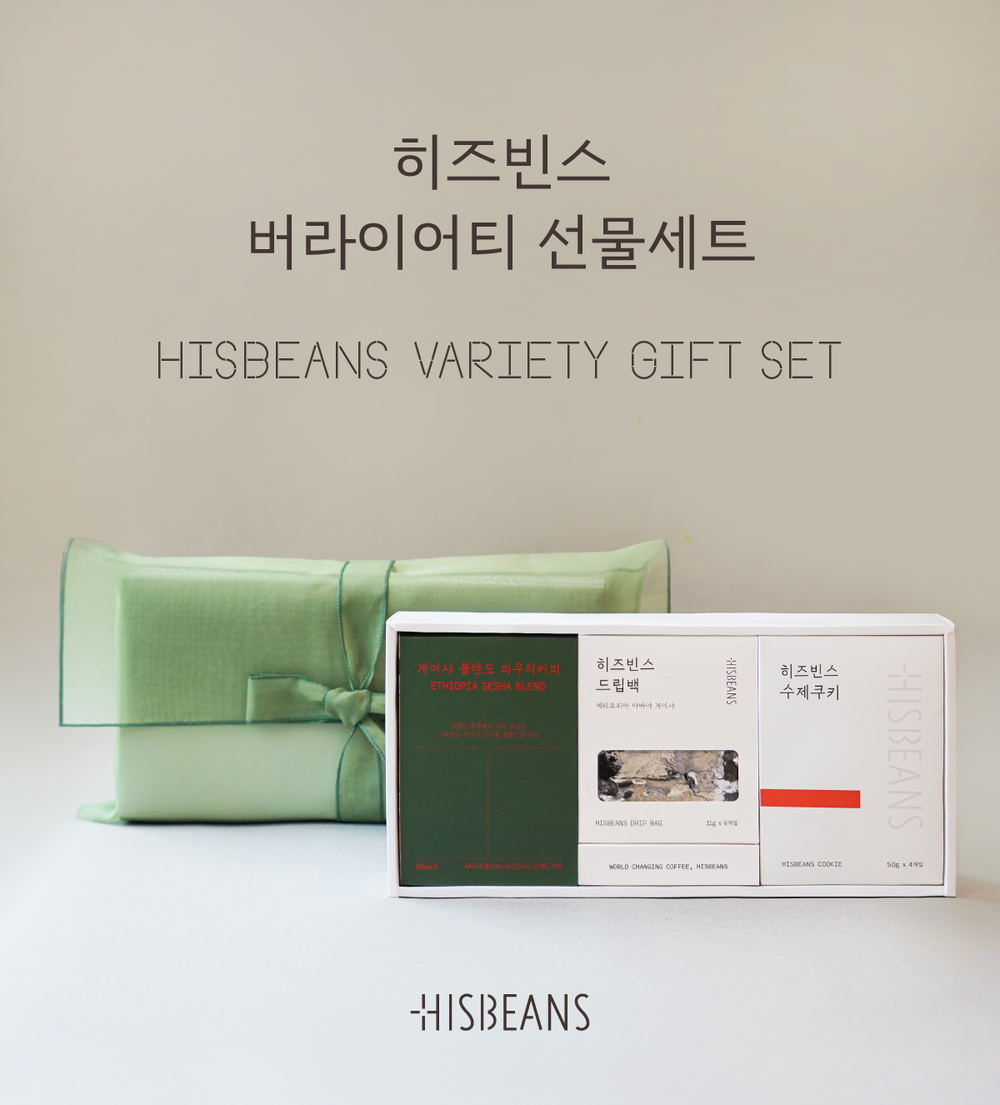 히즈빈스
버라이어티 선물세트
HISBEANS VARIETY GIFT SET
게이샤 블렌드 파우치커피
ETHIOPIA GESHA BLEND
히즈빈스
드립백
에티오피아 아바야 게이샤
HISBEANS
HISBEANS DRIP BAG
11g x 6개입
WORLD CHANGING COFFEE, HISBEANS
히즈빈스
수제쿠키
HISBEANS
HISBEANS COOKIE
50g x 4개입
HISBEANS